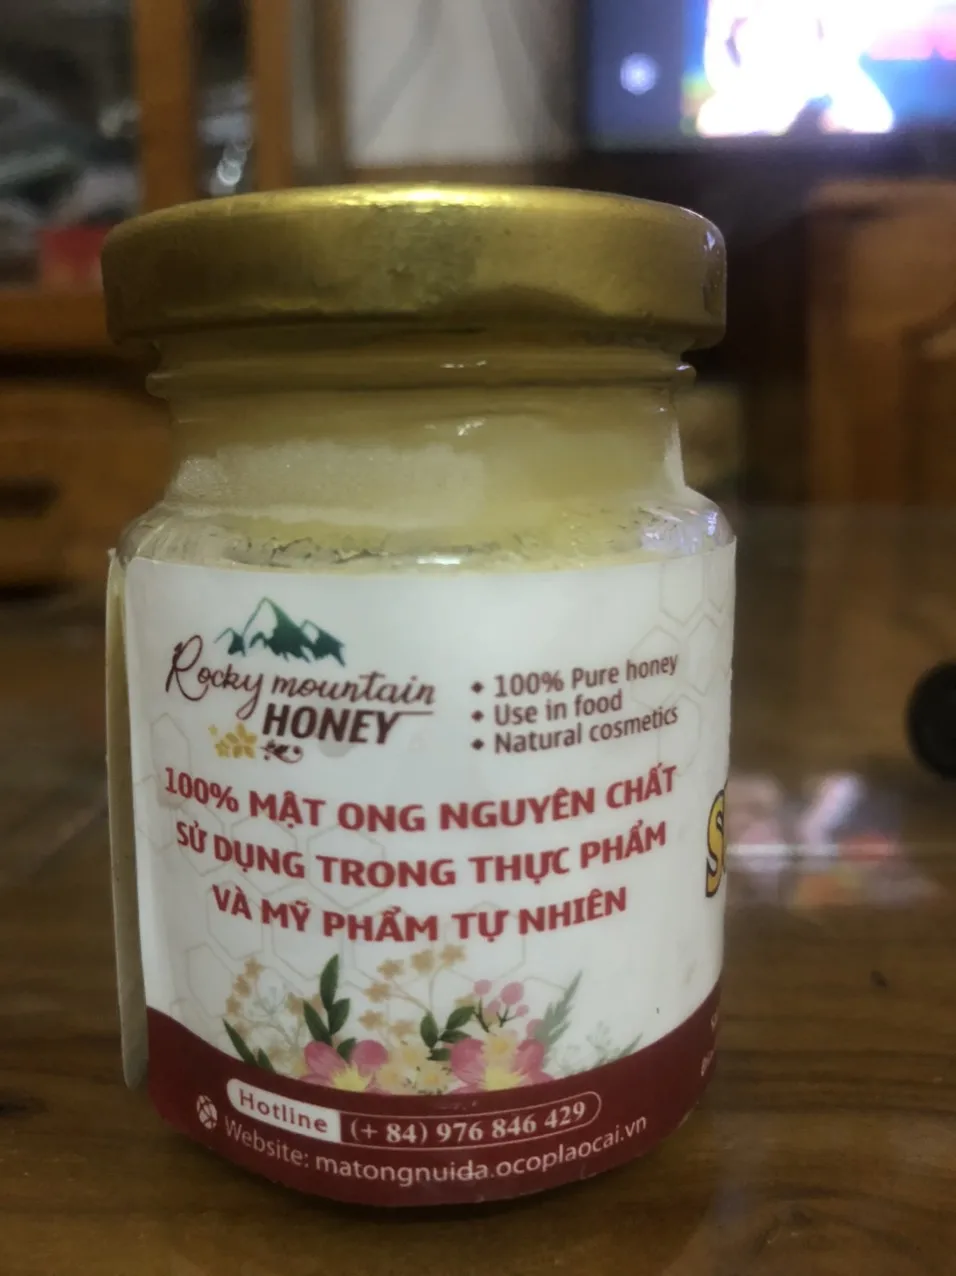 Rocky mountain
HONEY
• 100% Pure honey
• Use in food
• Natural cosmetics
100% MẬT ONG NGUYÊN CHẤT
SỬ DỤNG TRONG THỰC PHẨM
VÀ MỸ PHẨM TỰ NHIÊN
Hotline (+ 84) 976 846 429
Website: matongnuida.ocoplaocai.vn